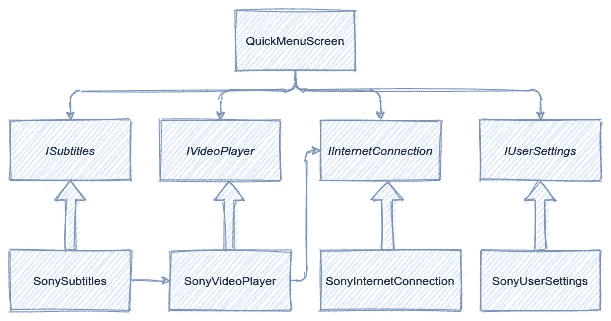 QuickMenuScreen
ISubtitles
IVideoPlayer
IInternetConnection
IUserSettings
SonySubtitles
SonyVideoPlayer
SonyInternetConnection
SonyUserSettings